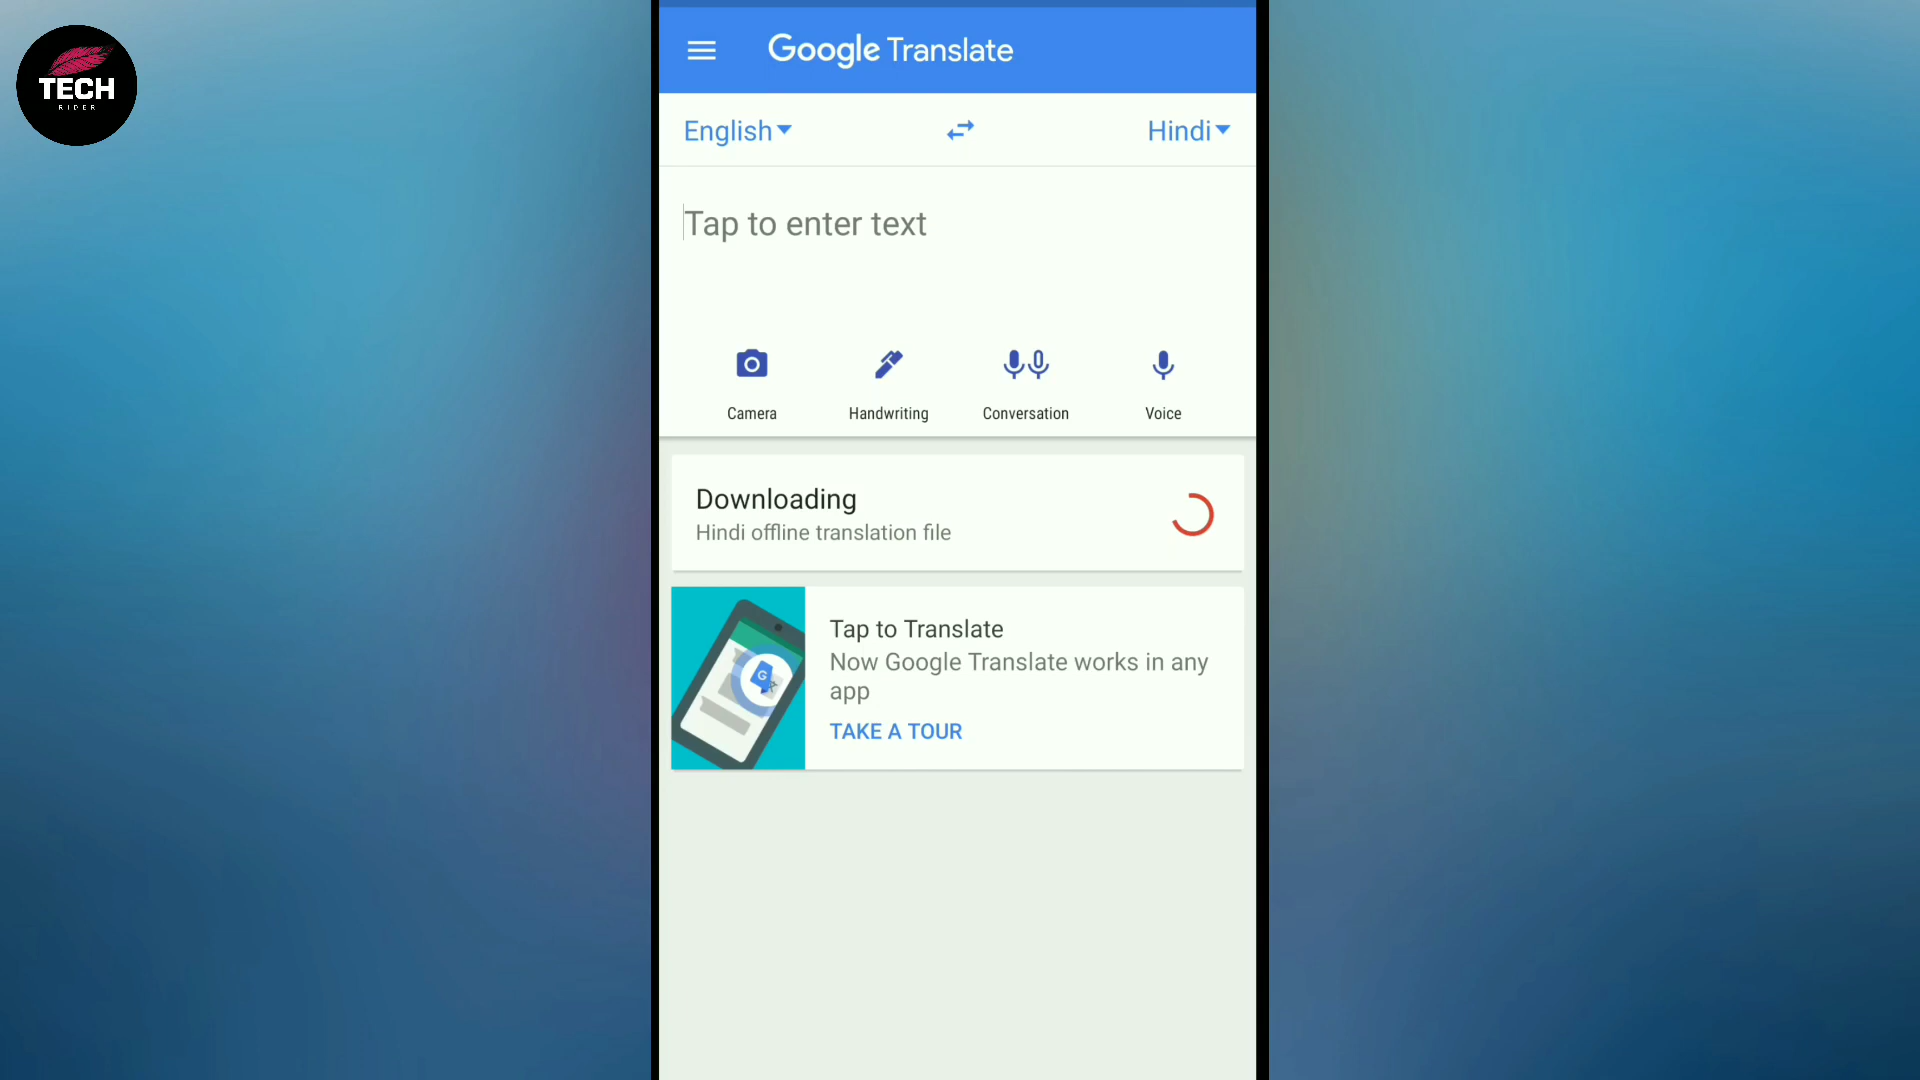 TECH
RIDER
Google Translate
English
Hindi
Tap to enter text
Camera
Handwriting
Conversation
Voice
Downloading
Hindi offline translation file
Tap to Translate
Now Google Translate works in any
app
TAKE A TOUR